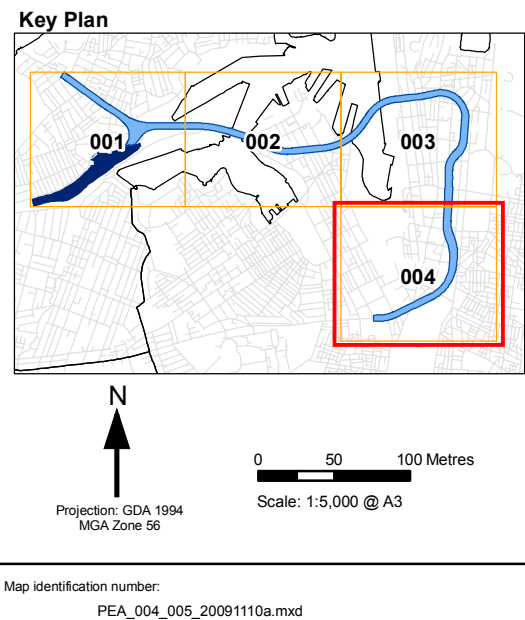 Key Plan
001
002
003
004
N
Projection: GDA 1994
MGA Zone 56
0 50 100 Metres
Scale: 1:5,000 @ A3
Map identification number:
PEA_004_005_20091110a.mxd